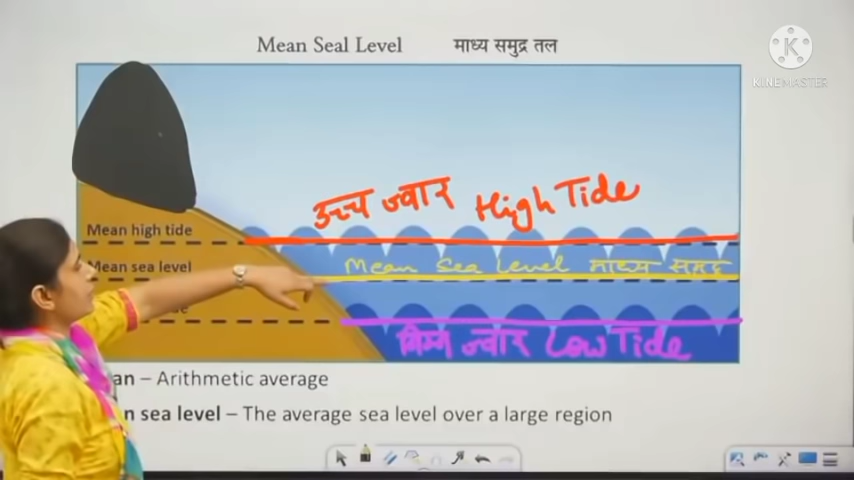 Mean Seal Level माध्य समुद्र तल
KINEMASTER
उच्च ज्वार High Tide
Mean high tide
Mean sea level
Mean Sea Level माध्य समुद्र
निम्न ज्वार Low Tide
an – Arithmetic average
n sea level – The average sea level over a large region